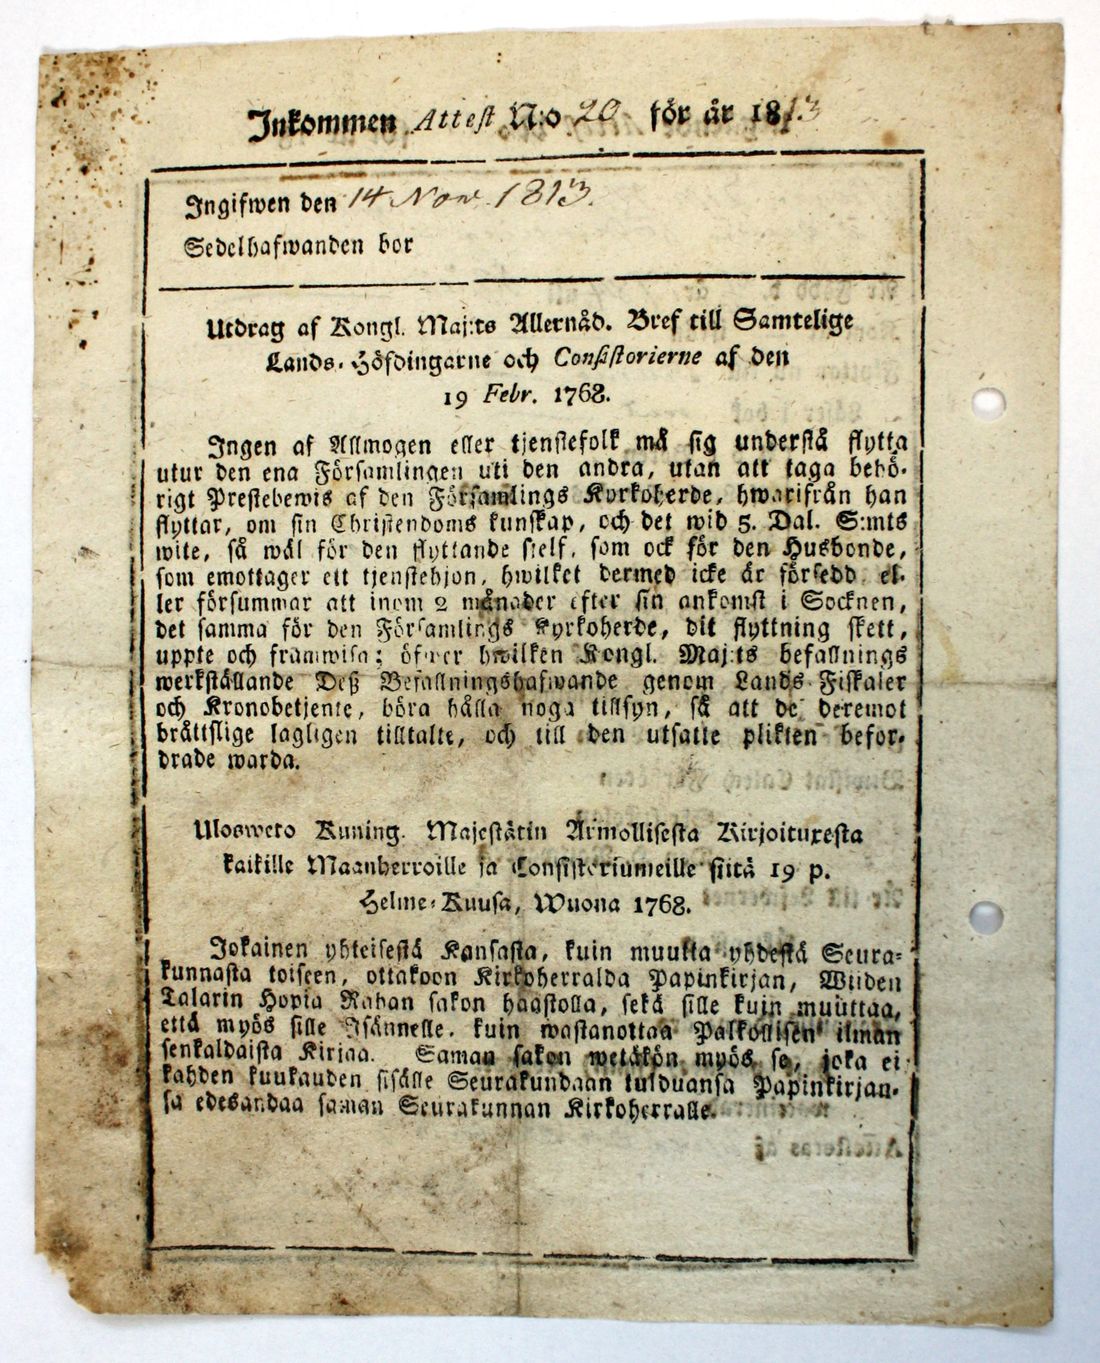 Inkommen Attest N:o 20 för år 1813
Ingifwen den 14 Nov. 1813.
Sedelhafwanden bor
Utdrag af Kongl. Maj:ts Allernåd. Bref till Samtelige
Lands-Höfdingarne och Consistorierne af den
19 Febr. 1768.
Ingen af Allmogen eller tjenstefolk må sig understå flytta
utur den ena Församlingen uti den andra, utan att taga behö-
rigt Prestebewis af den Församlings Kyrkoherde, hwarifrån han
flyttar, om sin Christendoms kunskap, och det wid 5. Dal. S:mts
wite, så wäl för den flyttande sielf, som ock för den Husbonde,
som emottager ett tjenstehjon, hwilket dermed icke är försedd el-
ler försummar att inom 2 månader efter sin ankomst i Socknen,
det samma för den Församlings Kyrkoherde, dit flyttning skett,
uppte och framwisa; öfwer hwilken Kongl. Maj:ts befallnings
werkställande Deß Befallningshafwande genom Lands-Fiskaler
och Kronobetjente, böra hålla noga tillsyn, så att de deremot
bråttslige lagligen tilltalte, och till den utsatte plikten befor-
drade warda.
Ulosweto Kuning. Majestätin Armollisesta Kirjoituxesta
kaikille Maanherroille ja Consistoriumeille siitä 19 p.
Helme-Kuusa, Wuona 1768.
Jokainen yhteisestä Kansasta, kuin muutta yhdestä Seura-
kunnasta toiseen, ottakoon Kirkoherralda Papinkirjan, Wiiden
Talarin Hopia Rahan sakon haastolla, sekä sille kuin muuttaa,
että myös sille Isännelle, kuin wastanottaa Palkollisen ilman
senkaldaista Kirjaa. Saman sakon wetäkön myös se, joka ei
kahden kuukauden sisälle Seurakundaan tulduansa Papinkirjan-
sa edesandaa saman Seurakunnan Kirkoherralle.